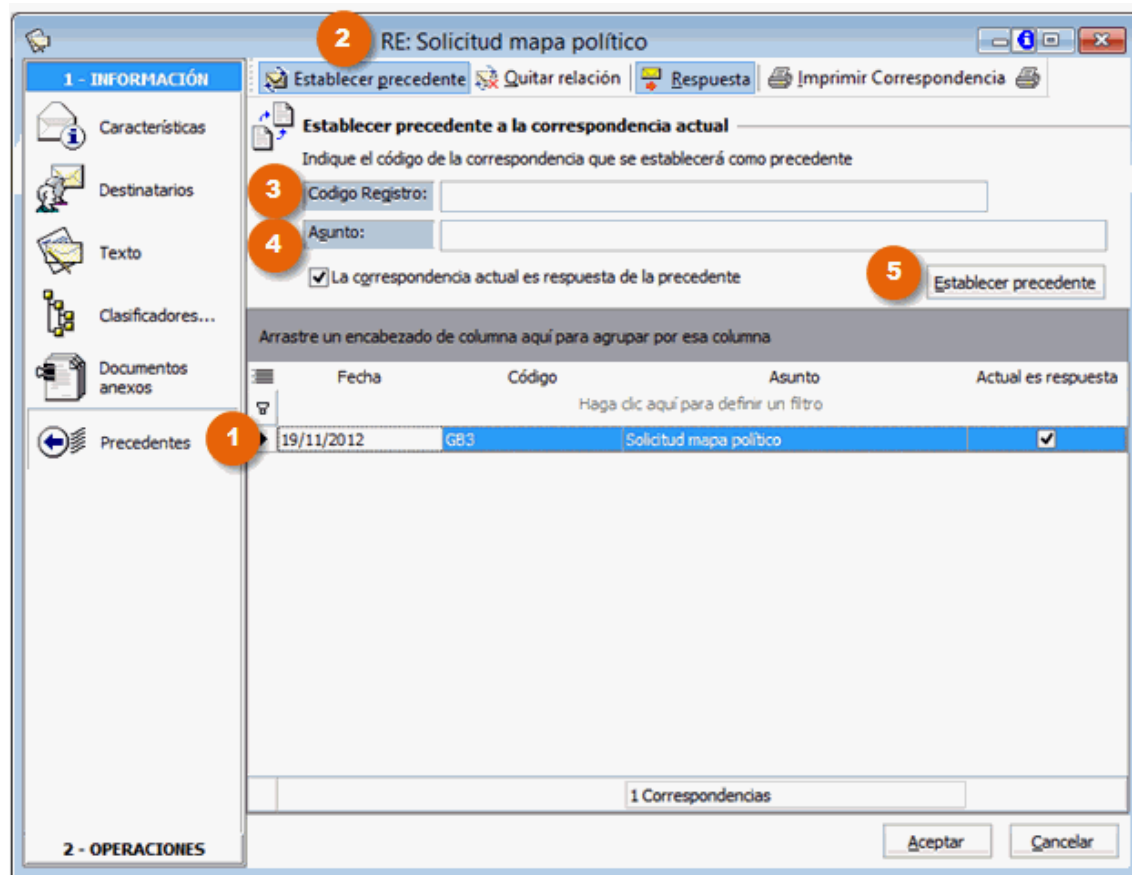 2
RE: Solicitud mapa político
1 - INFORMACIÓN
Establecer precedente Quitar relación Respuesta Imprimir Correspondencia
Características
Establecer precedente a la correspondencia actual
Indique el código de la correspondencia que se establecerá como precedente
Destinatarios
3 Codigo Registro:
4 Asunto:
Texto
La correspondencia actual es respuesta de la precedente
5 Establecer precedente
Clasificadores...
Arrastre un encabezado de columna aquí para agrupar por esa columna
Documentos
anexos
Fecha Código Asunto Actual es respuesta
Haga clic aquí para definir un filtro
Precedentes 1 19/11/2012 GB3 Solicitud mapa político
1 Correspondencias
2 - OPERACIONES
Aceptar Cancelar